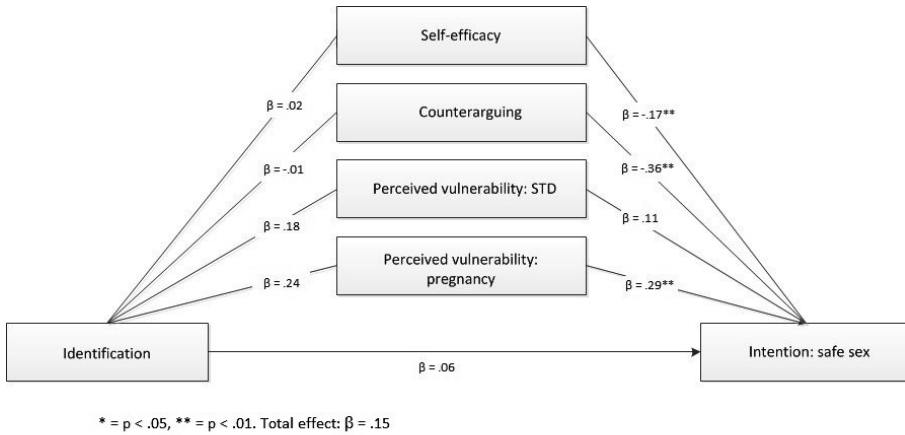 Self-efficacy
β = .02
β = -.17**
Counterarguing
β = -.01
β = -.36**
Perceived vulnerability: STD
β = .18
β = .11
Perceived vulnerability:
pregnancy
β = .24
β = .29**
Identification
Intention: safe sex
β = .06
* = p < .05, ** = p < .01. Total effect: β = .15